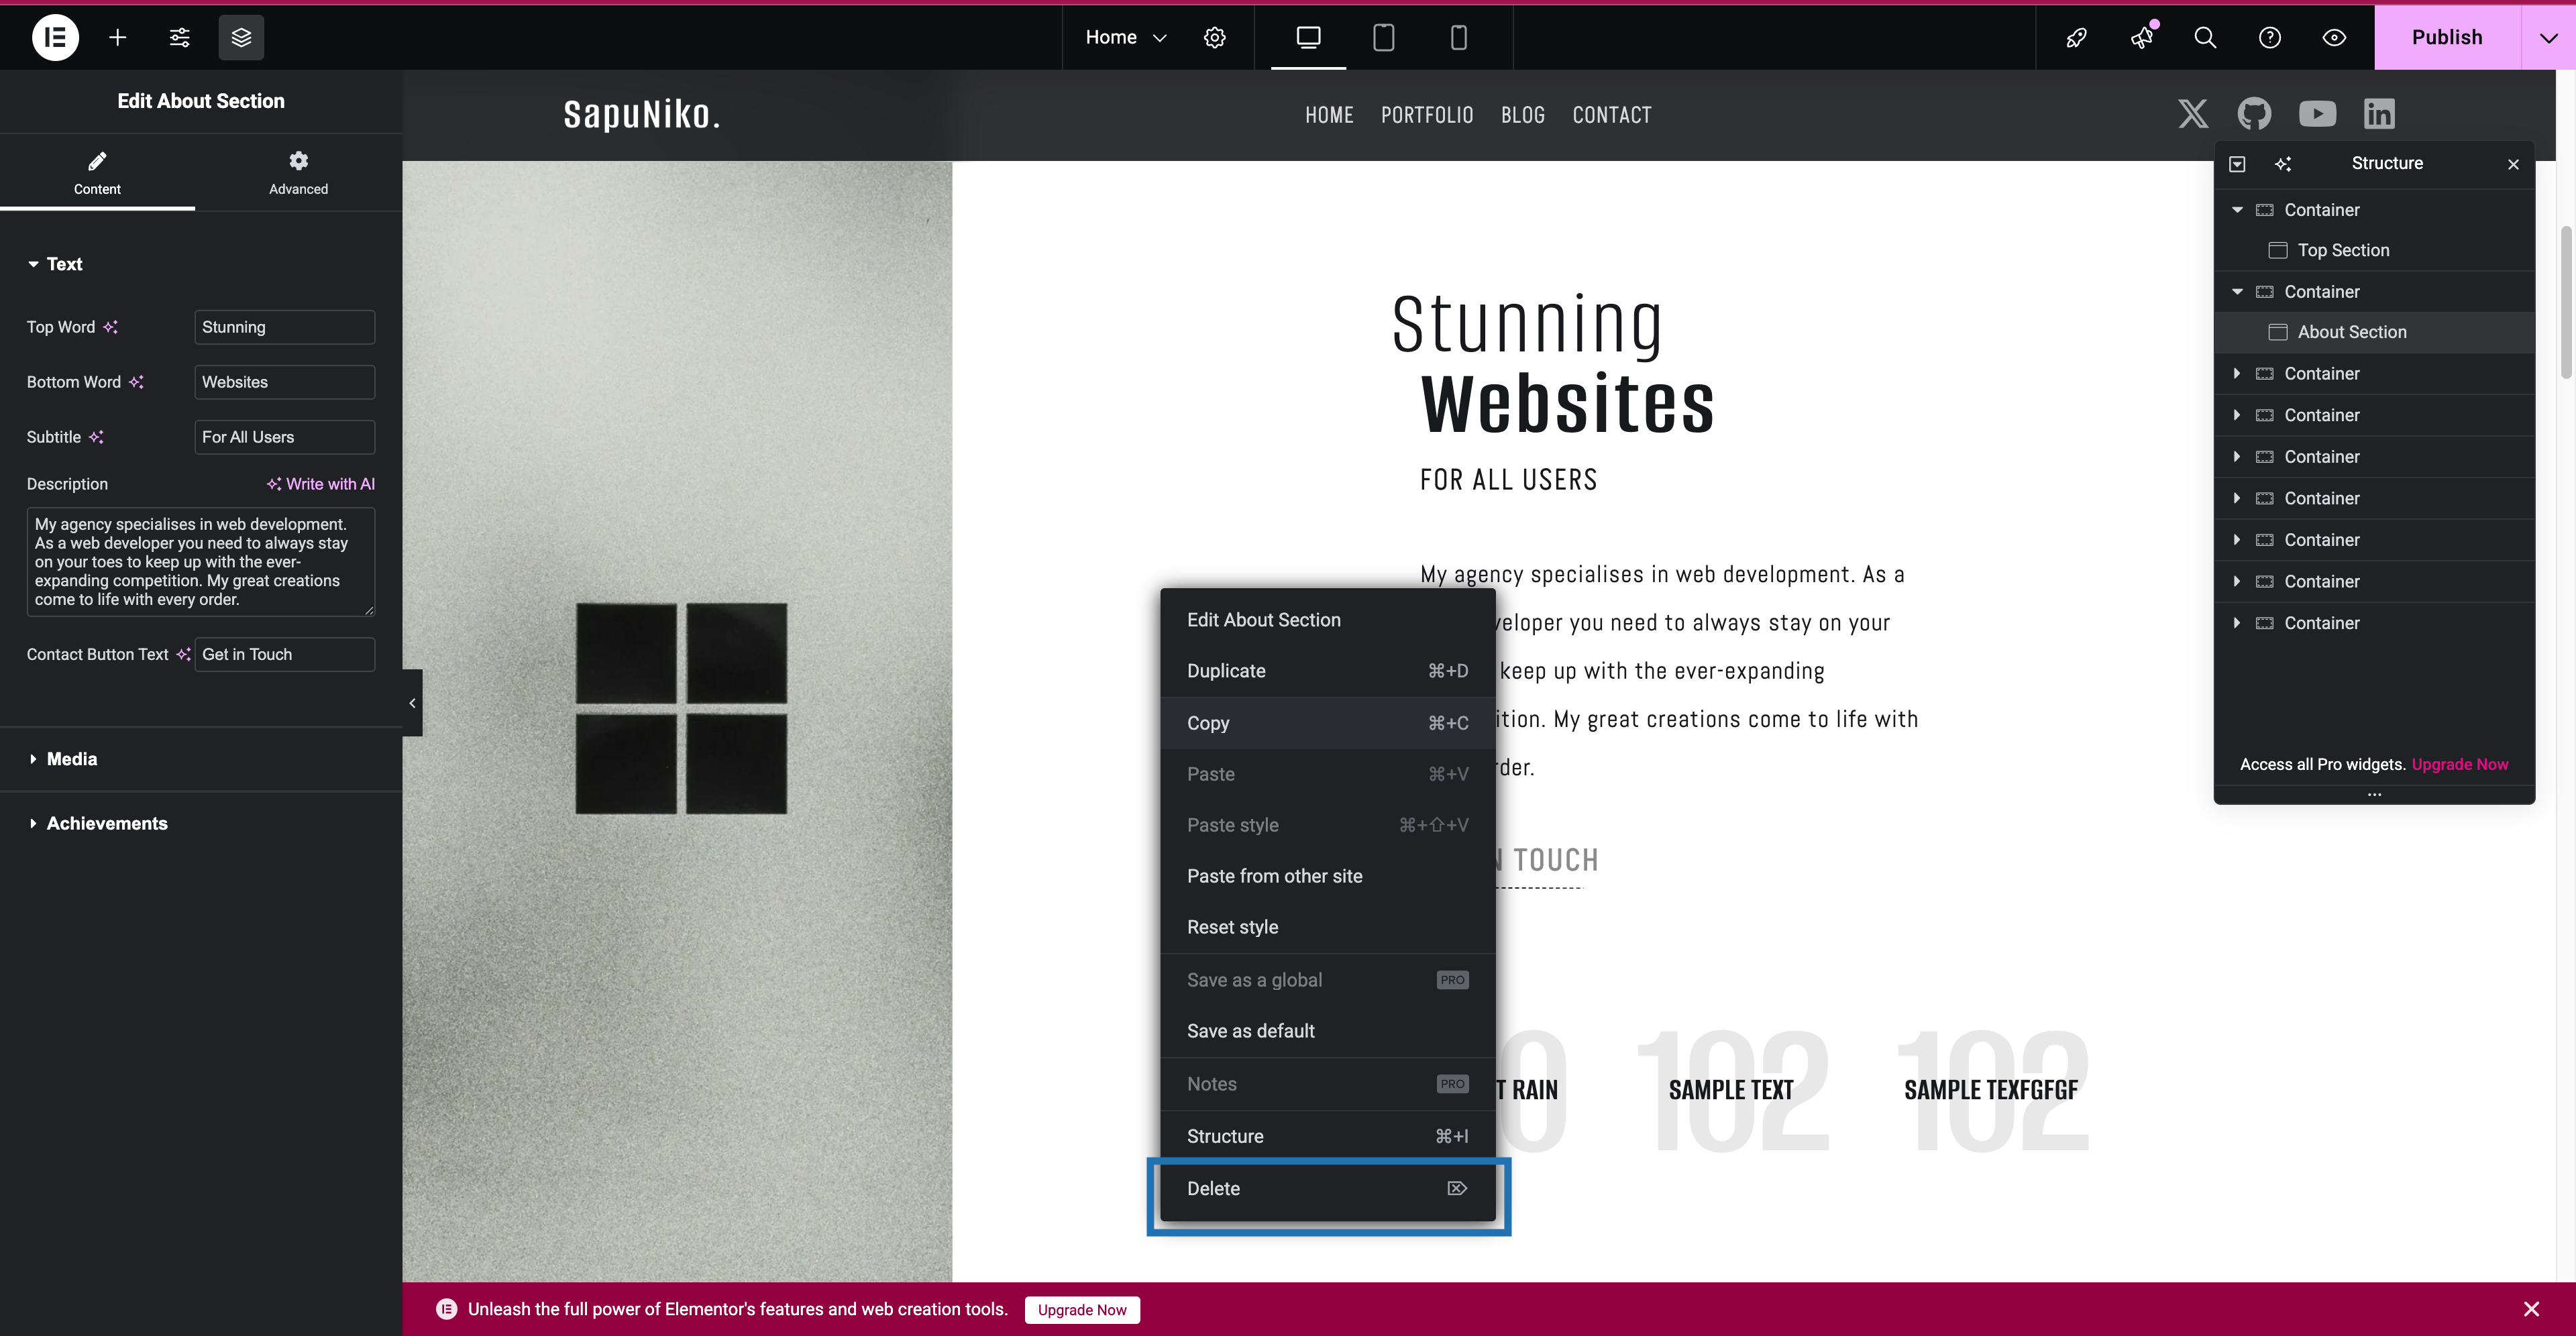 Home
Publish
Edit About Section
Content
Advanced
Text
Top Word
Stunning
Bottom Word
Websites
Subtitle
For All Users
Description
Write with AI
My agency specialises in web development.
As a web developer you need to always stay
on your toes to keep up with the ever-
expanding competition. My great creations
come to life with every order.
Contact Button Text
Get in Touch
Media
Achievements
SapuNiko.
HOME PORTFOLIO BLOG CONTACT
Stunning
Websites
FOR ALL USERS
My agency specialises in web development. As a
veloper you need to always stay on your
keep up with the ever-expanding
ition. My great creations come to life with
der.
N TOUCH
0
T RAIN
102
SAMPLE TEXT
102
SAMPLE TEXFGFGF
Edit About Section
Duplicate ⌘+D
Copy ⌘+C
Paste ⌘+V
Paste style ⌘+⇧+V
Paste from other site
Reset style
Save as a global PRO
Save as default
Notes PRO
Structure ⌘+I
Delete ⌦
Structure
Container
Top Section
Container
About Section
Container
Container
Container
Container
Container
Container
Container
Access all Pro widgets. Upgrade Now
Unleash the full power of Elementor's features and web creation tools. Upgrade Now